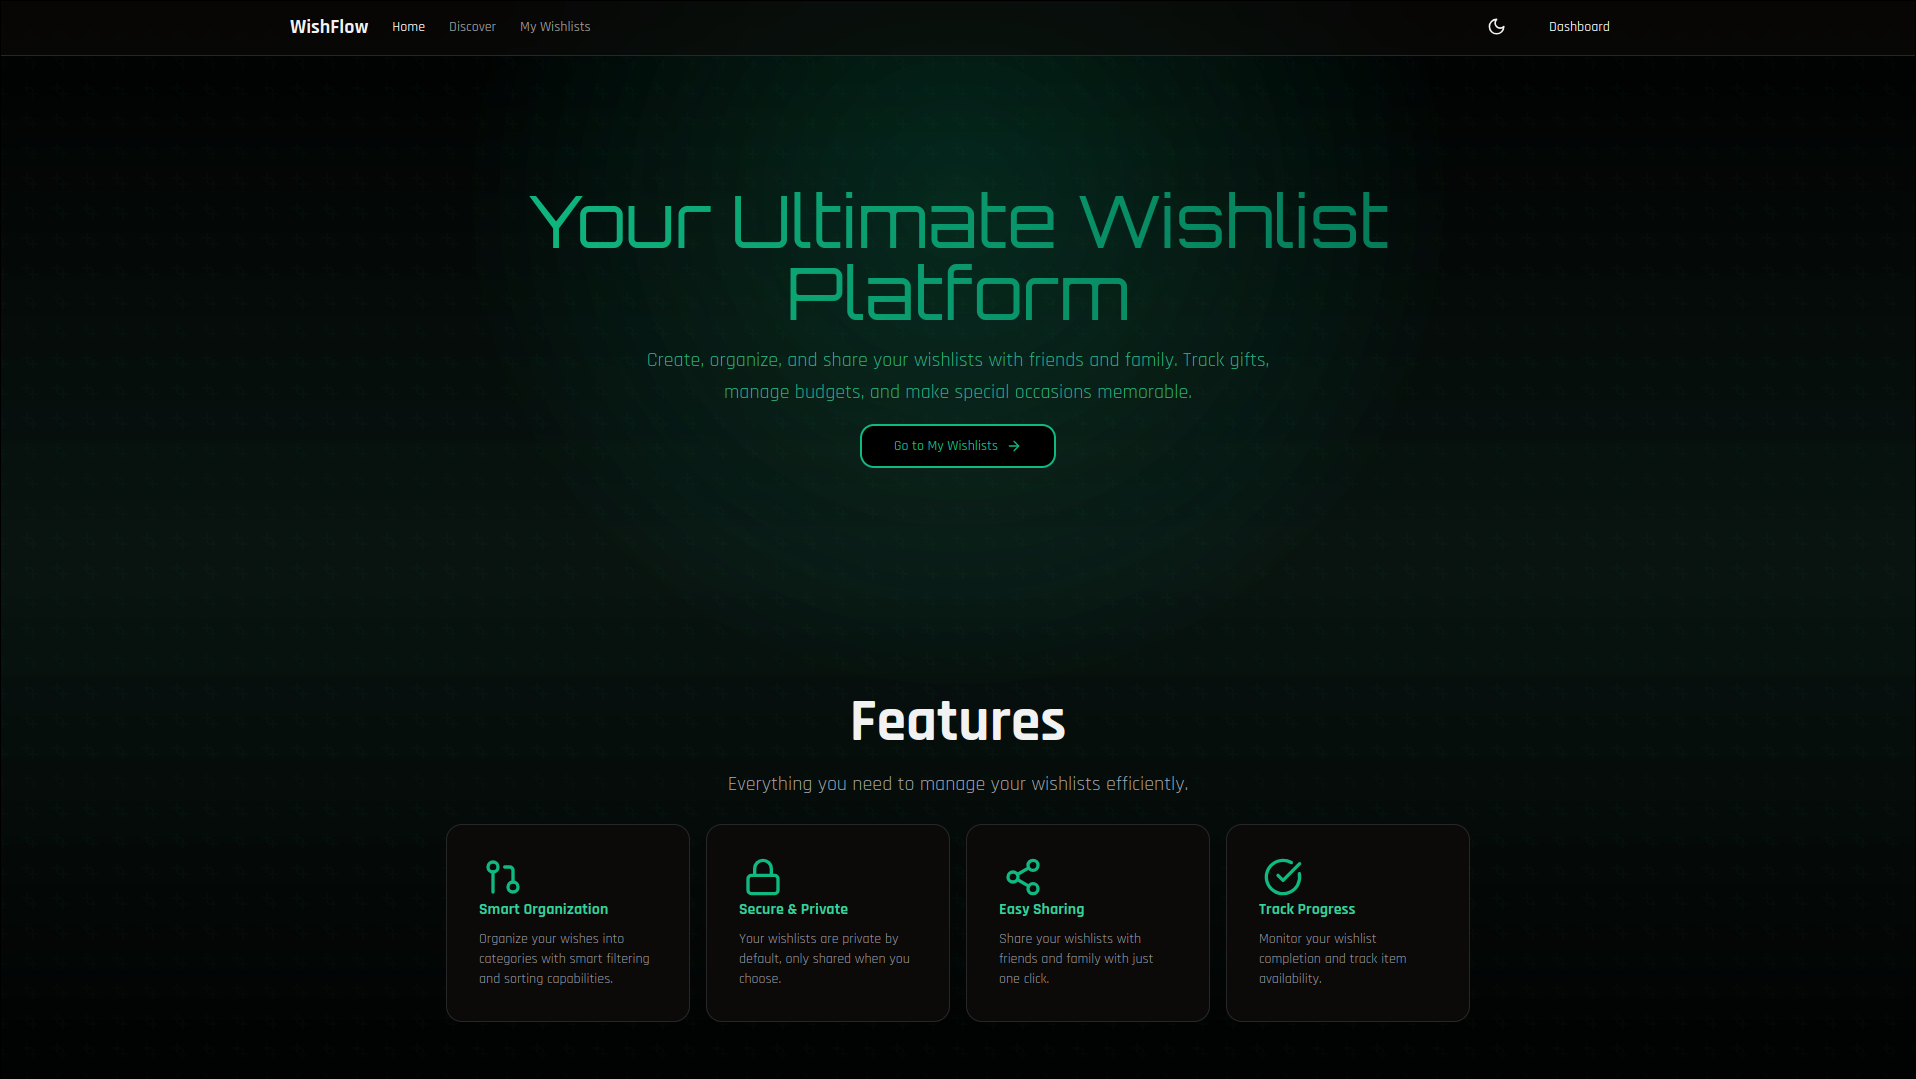 WishFlow Home Discover My Wishlists Dashboard
Your Ultimate Wishlist
Platform
Create, organize, and share your wishlists with friends and family. Track gifts,
manage budgets, and make special occasions memorable.
Go to My Wishlists
Features
Everything you need to manage your wishlists efficiently.
Smart Organization
Organize your wishes into
categories with smart filtering
and sorting capabilities.
Secure & Private
Your wishlists are private by
default, only shared when you
choose.
Easy Sharing
Share your wishlists with
friends and family with just
one click.
Track Progress
Monitor your wishlist
completion and track item
availability.